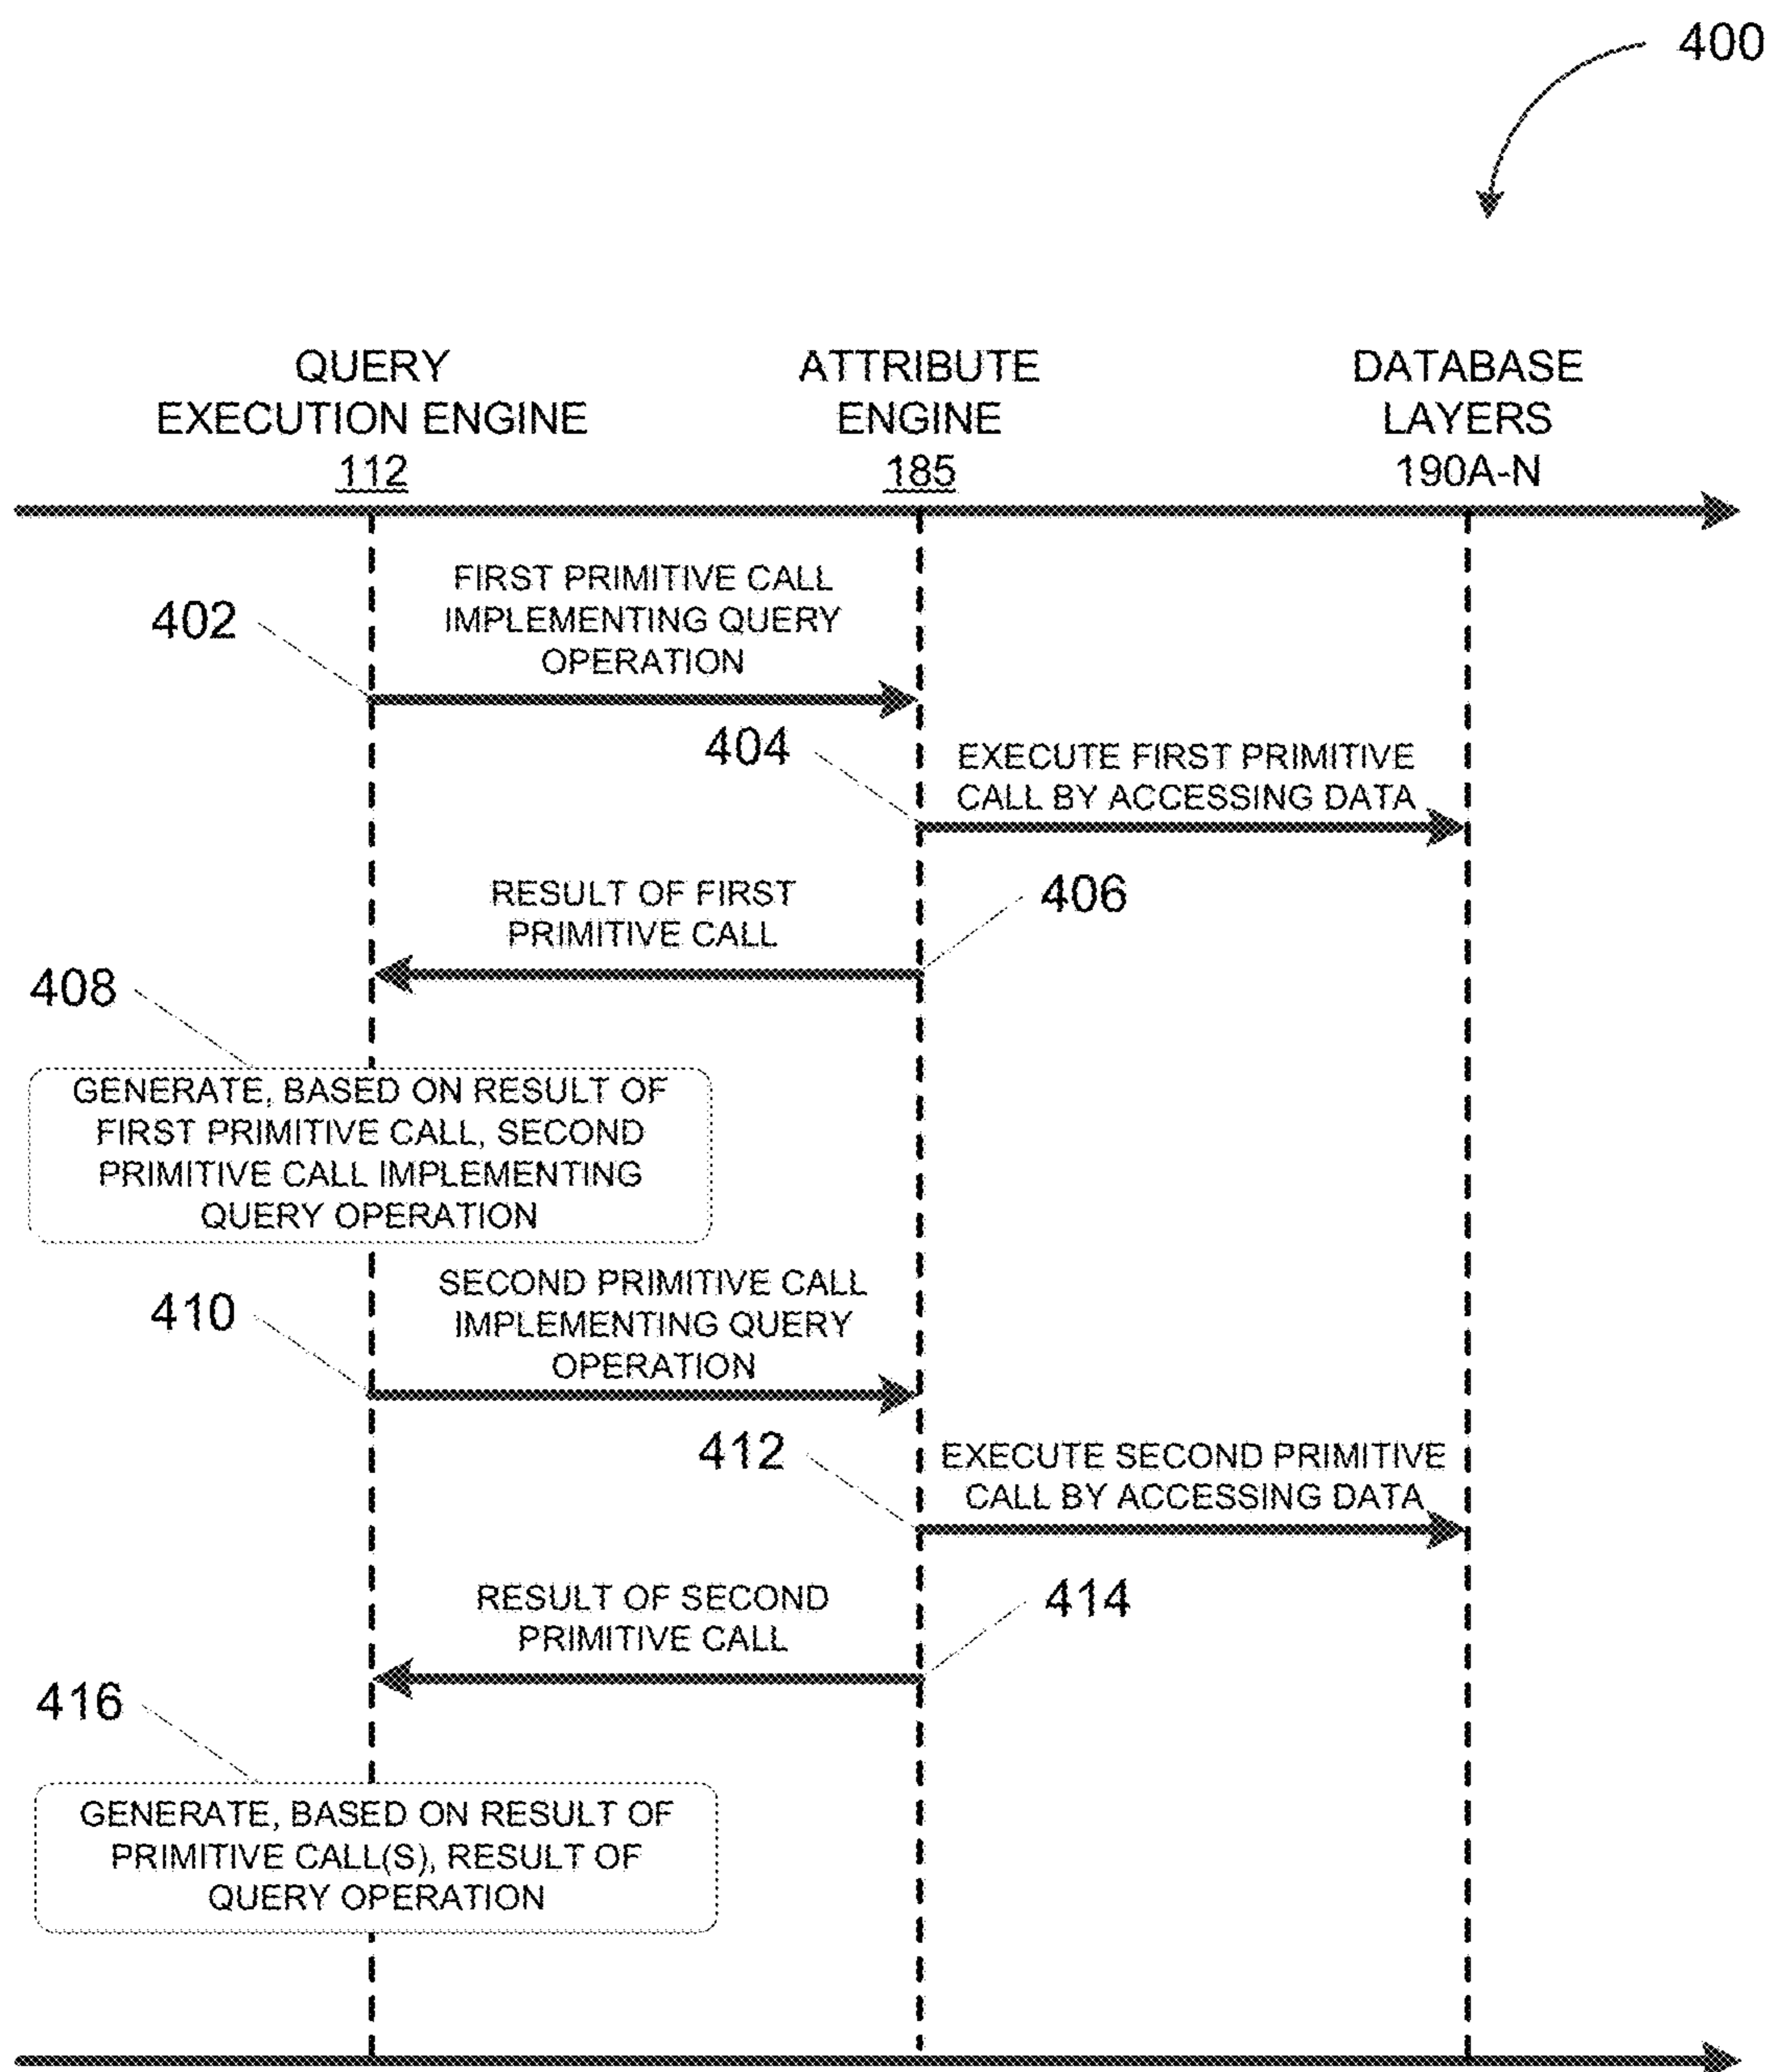 400
QUERY
EXECUTION ENGINE
112
ATTRIBUTE
ENGINE
185
DATABASE
LAYERS
190A-N
402
FIRST PRIMITIVE CALL
IMPLEMENTING QUERY
OPERATION
404
EXECUTE FIRST PRIMITIVE
CALL BY ACCESSING DATA
RESULT OF FIRST
PRIMITIVE CALL
406
408
GENERATE, BASED ON RESULT OF
FIRST PRIMITIVE CALL, SECOND
PRIMITIVE CALL IMPLEMENTING
QUERY OPERATION
410
SECOND PRIMITIVE CALL
IMPLEMENTING QUERY
OPERATION
412
EXECUTE SECOND PRIMITIVE
CALL BY ACCESSING DATA
RESULT OF SECOND
PRIMITIVE CALL
414
416
GENERATE, BASED ON RESULT OF
PRIMITIVE CALL(S), RESULT OF
QUERY OPERATION